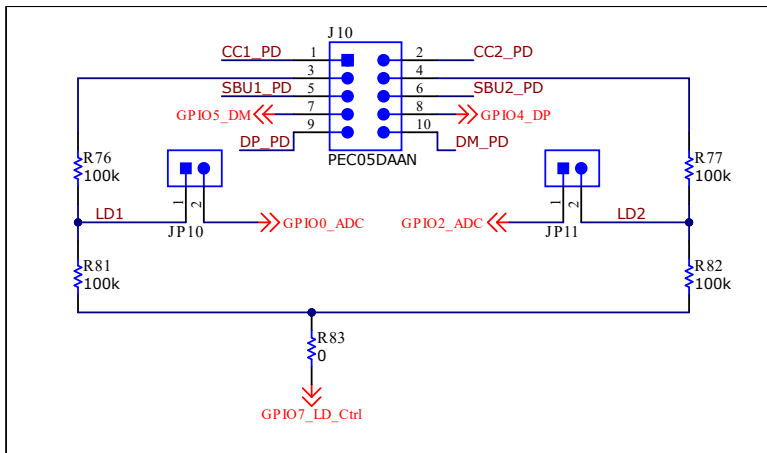 J10
CC1_PD 1 2 CC2_PD
3 4
SBU1_PD 5 6 SBU2_PD
GPIO5_DM 7 8 GPIO4_DP
DP_PD 9 10 DM_PD
PEC05DAAN
R76
100k
R77
100k
LD1 1 2 GPIO0_ADC
JP10
GPIO2_ADC 1 2 LD2
JP11
R81
100k
R82
100k
R83
0
GPIO7_LD_Ctrl